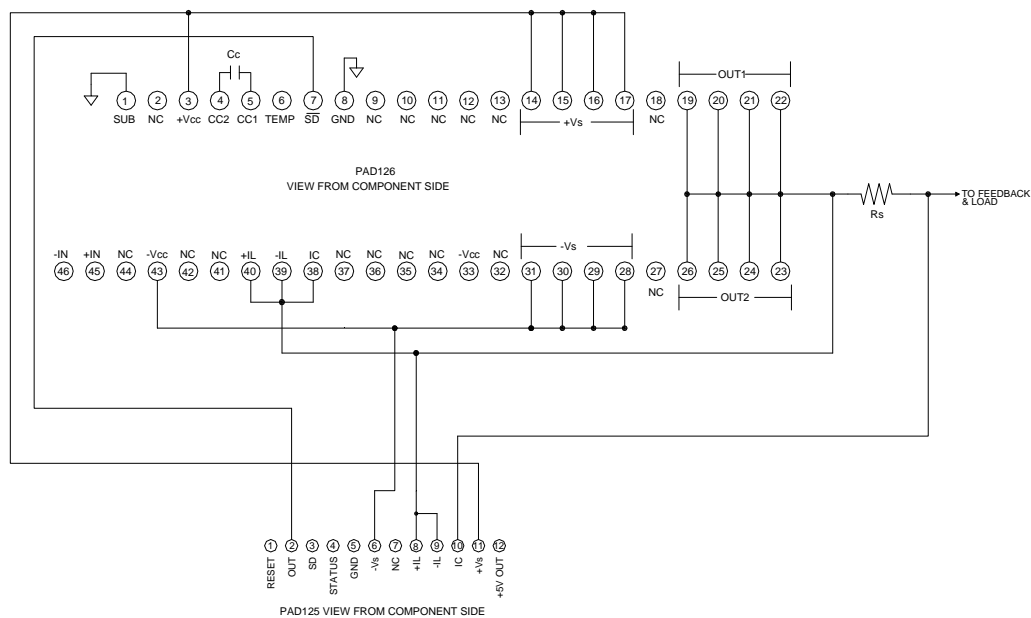 Cc
OUT1
1 2 3 4 5 6 7 8 9 10 11 12 13 14 15 16 17 18 19 20 21 22
SUB NC +Vcc CC2 CC1 TEMP SD GND NC NC NC NC NC +Vs NC
PAD126
VIEW FROM COMPONENT SIDE
Rs
TO FEEDBACK
& LOAD
-IN +IN NC -Vcc NC NC +IL -IL IC NC NC NC NC -Vcc NC -Vs
46 45 44 43 42 41 40 39 38 37 36 35 34 33 32 31 30 29 28 27 26 25 24 23
NC
OUT2
1 2 3 4 5 6 7 8 9 10 11 12
RESET OUT SD STATUS GND -Vs NC +IL -IL IC +Vs +5V OUT
PAD125 VIEW FROM COMPONENT SIDE